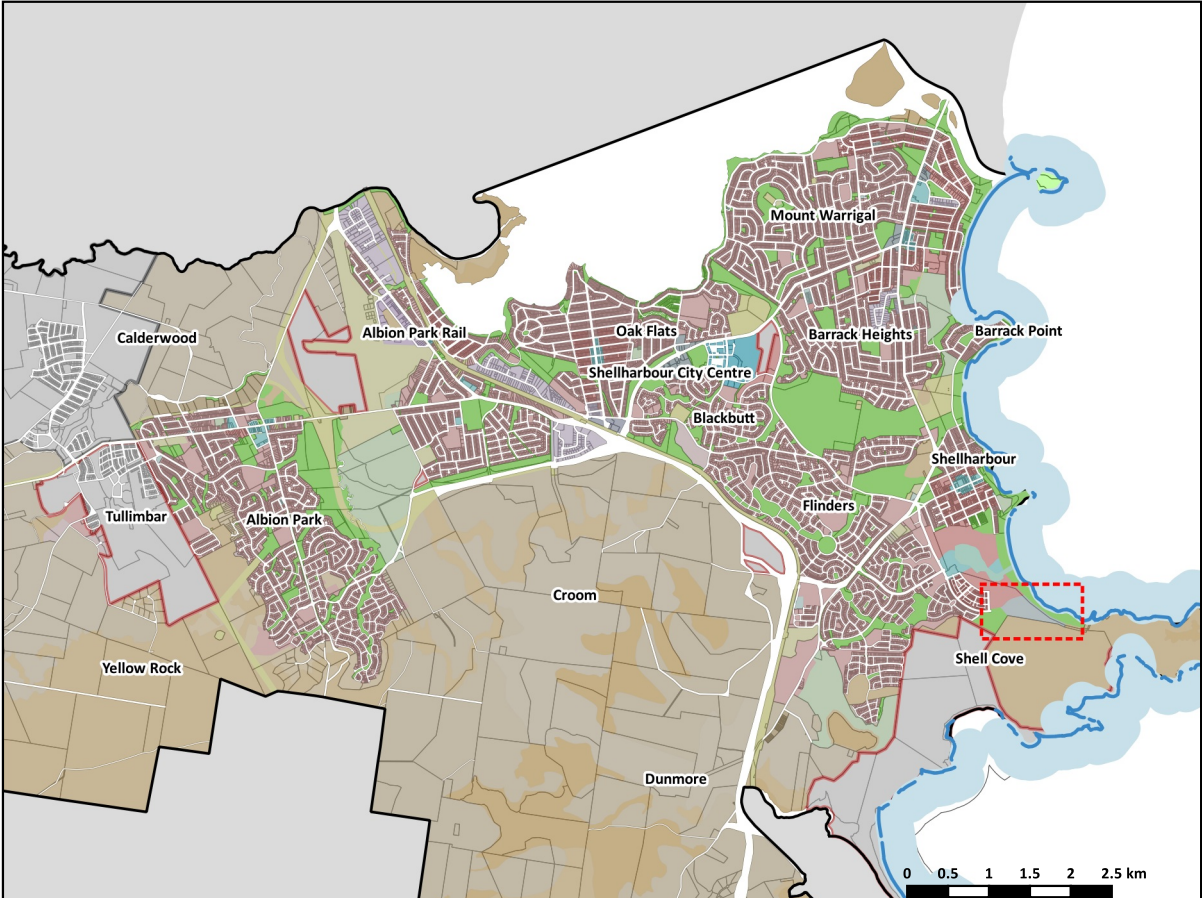 Mount Warrigal
Calderwood
Albion Park Rail
Oak Flats
Barrack Heights
Barrack Point
Shellharbour City Centre
Blackbutt
Shellharbour
Flinders
Tullimbar
Albion Park
Croom
Yellow Rock
Shell Cove
Dunmore
0 0.5 1 1.5 2 2.5 km